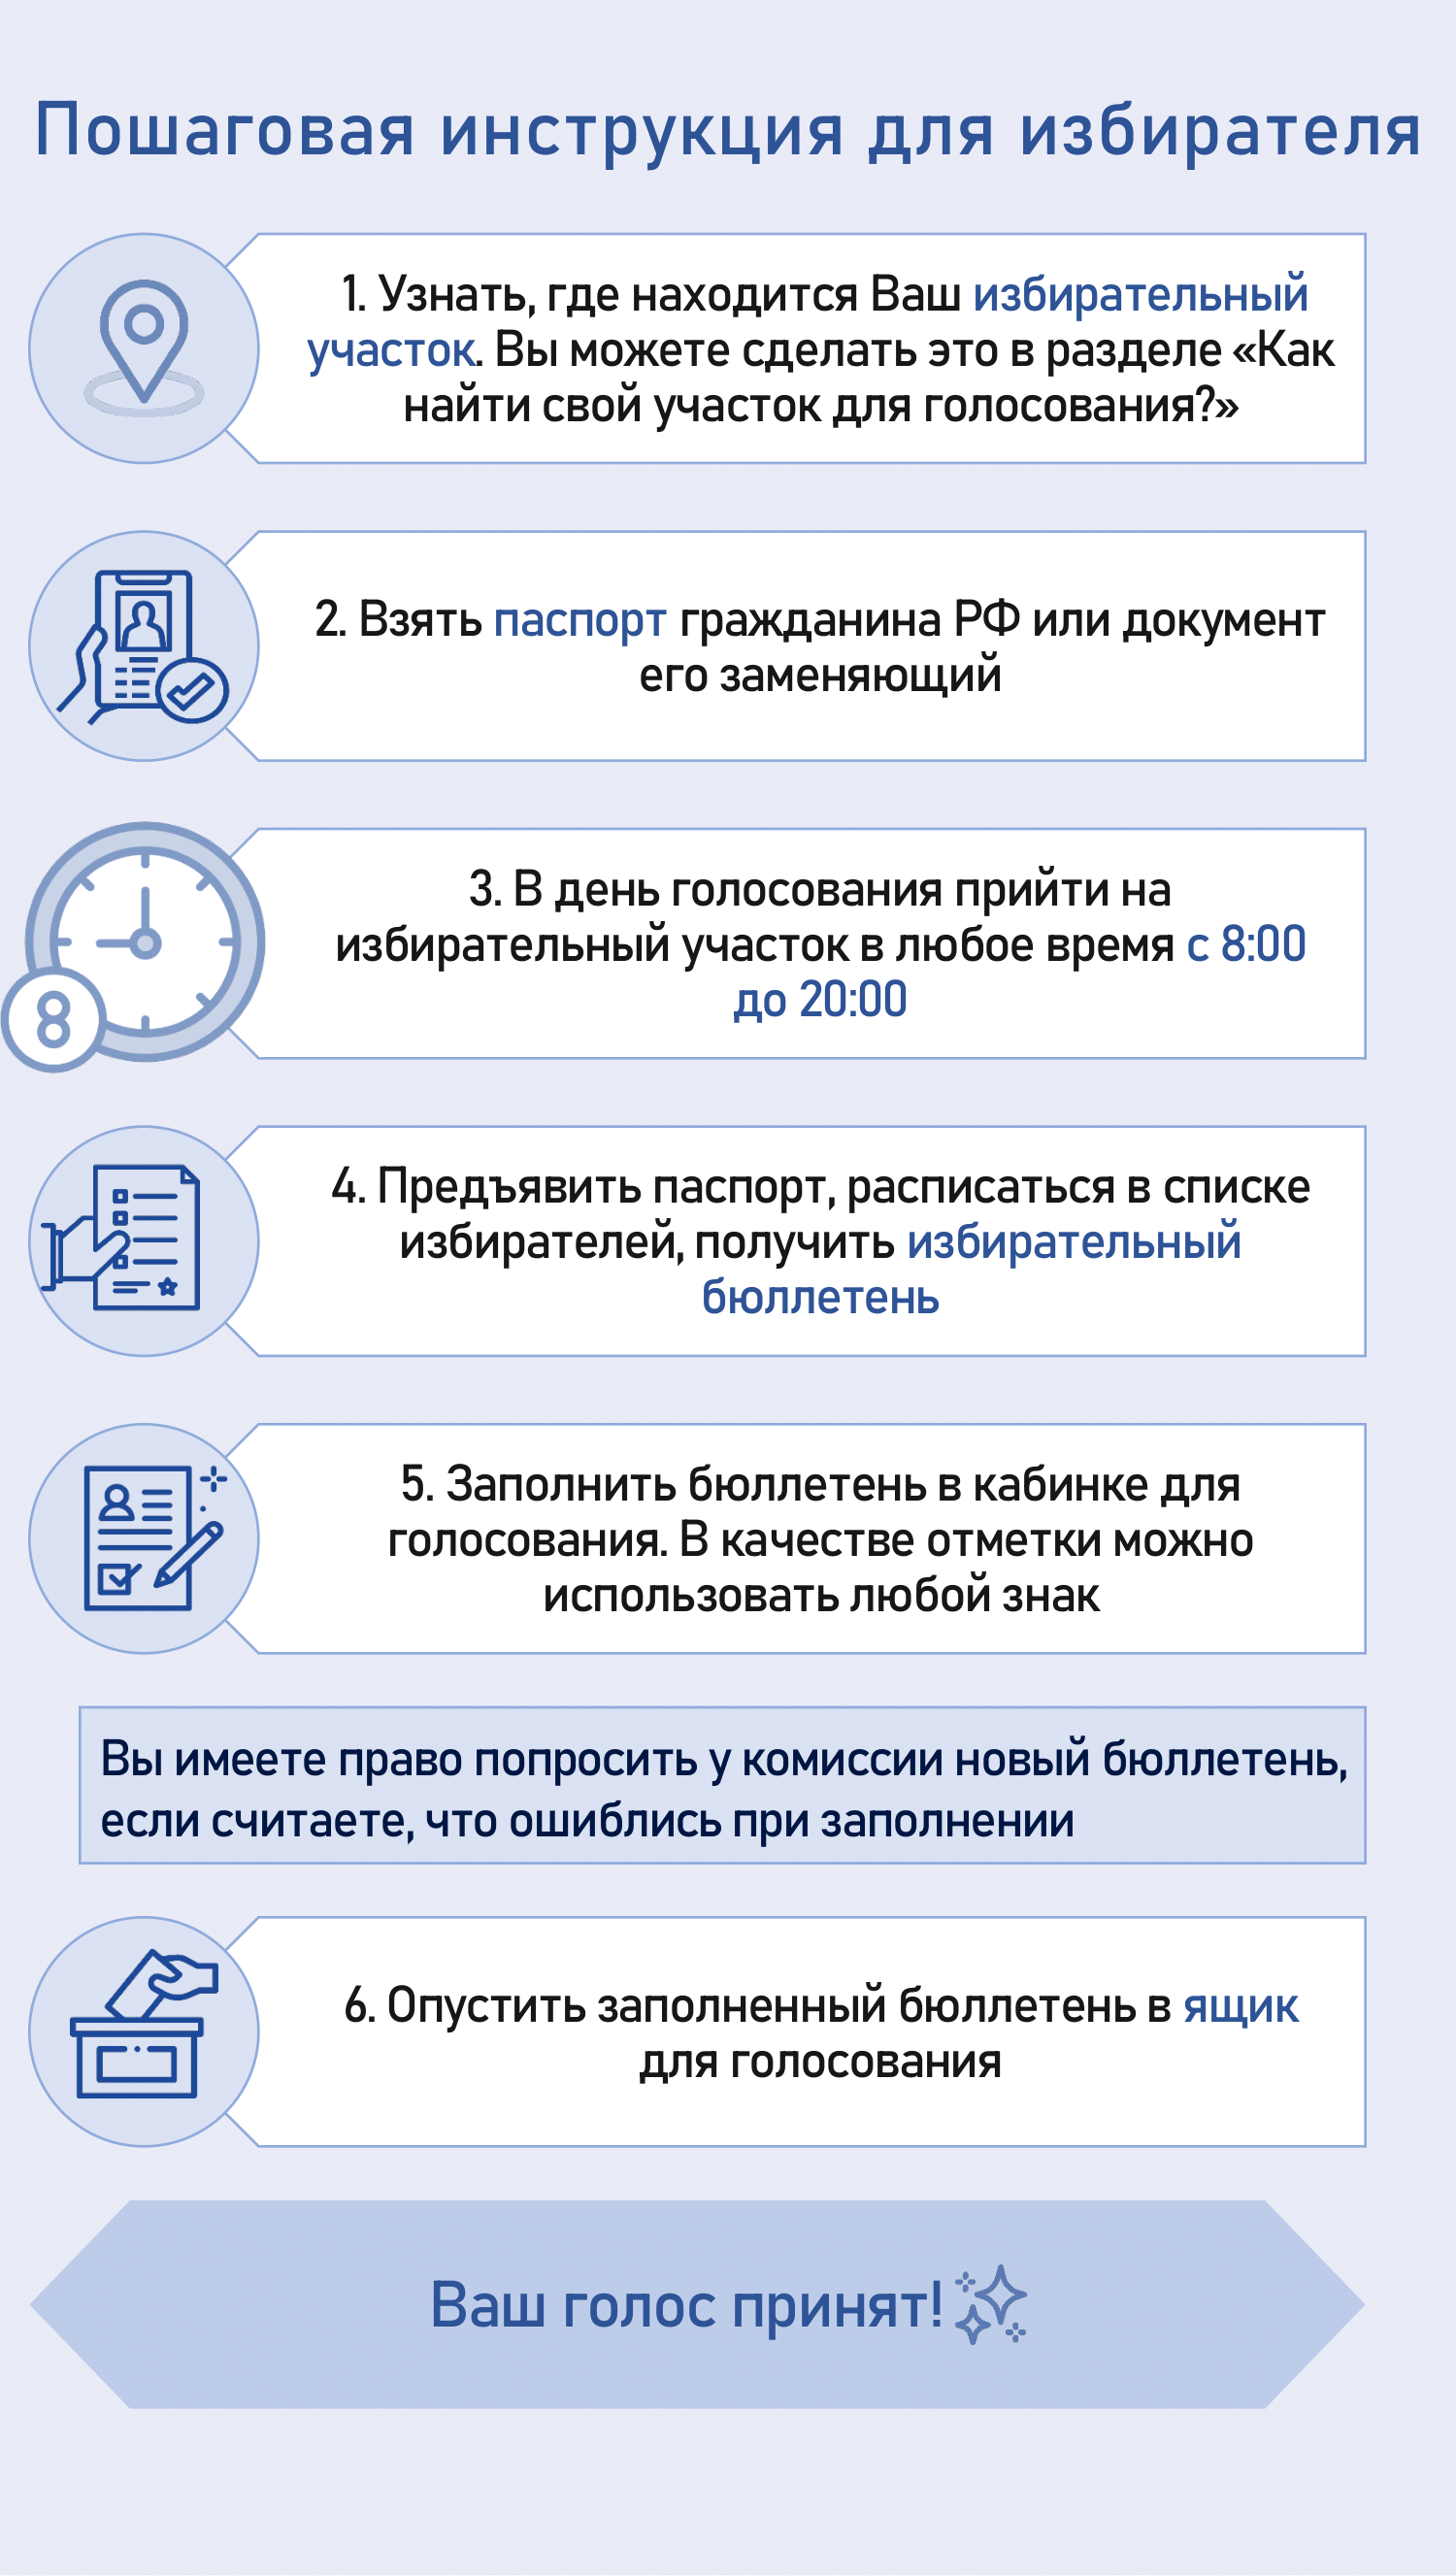 Пошаговая инструкция для избирателя
1. Узнать, где находится Ваш избирательный
участок. Вы можете сделать это в разделе «Как
найти свой участок для голосования?»
2. Взять паспорт гражданина РФ или документ
его заменяющий
3. В день голосования прийти на
избирательный участок в любое время с 8:00
до 20:00
8
4. Предъявить паспорт, расписаться в списке
избирателей, получить избирательный
бюллетень
5. Заполнить бюллетень в кабинке для
голосования. В качестве отметки можно
использовать любой знак
Вы имеете право попросить у комиссии новый бюллетень,
если считаете, что ошиблись при заполнении
6. Опустить заполненный бюллетень в ящик
для голосования
Ваш голос принят!